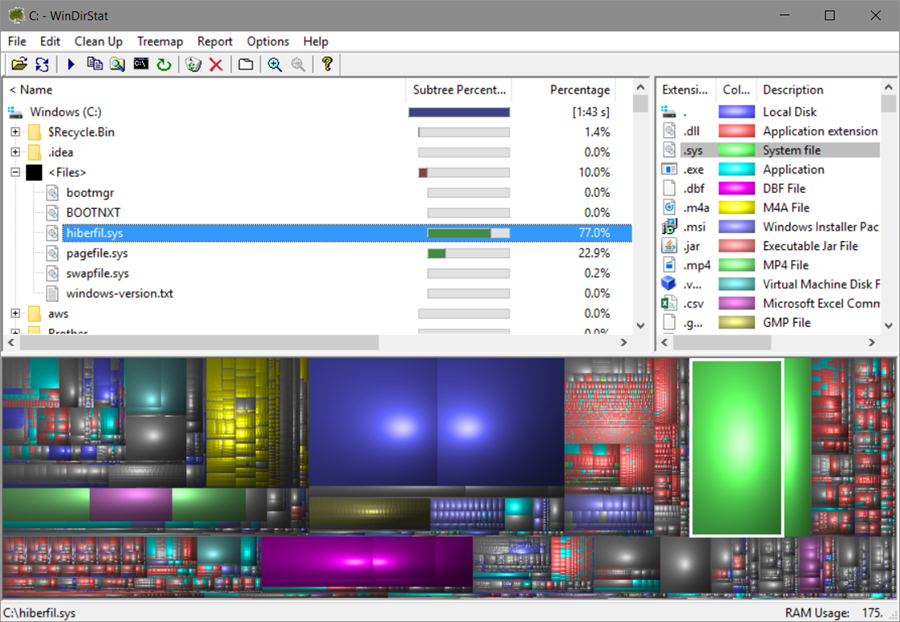 C: - WinDirStat
File Edit Clean Up Treemap Report Options Help
< Name Subtree Percent... Percentage
Windows (C:) [1:43 s]
$Recycle.Bin 1.4%
.idea 0.0%
<Files> 10.0%
bootmgr 0.0%
BOOTNXT 0.0%
hiberfil.sys 77.0%
pagefile.sys 22.9%
swapfile.sys 0.2%
windows-version.txt 0.0%
aws 0.0%
Brother 0.0%
Extensi... Col... Description
. Local Disk
.dll Application extension
.sys System file
.exe Application
.dbf DBF File
.m4a M4A File
.msi Windows Installer Pac
.jar Executable Jar File
.mp4 MP4 File
.v... Virtual Machine Disk F
.csv Microsoft Excel Comm
.g... GMP File
C:\hiberfil.sys RAM Usage: 175.